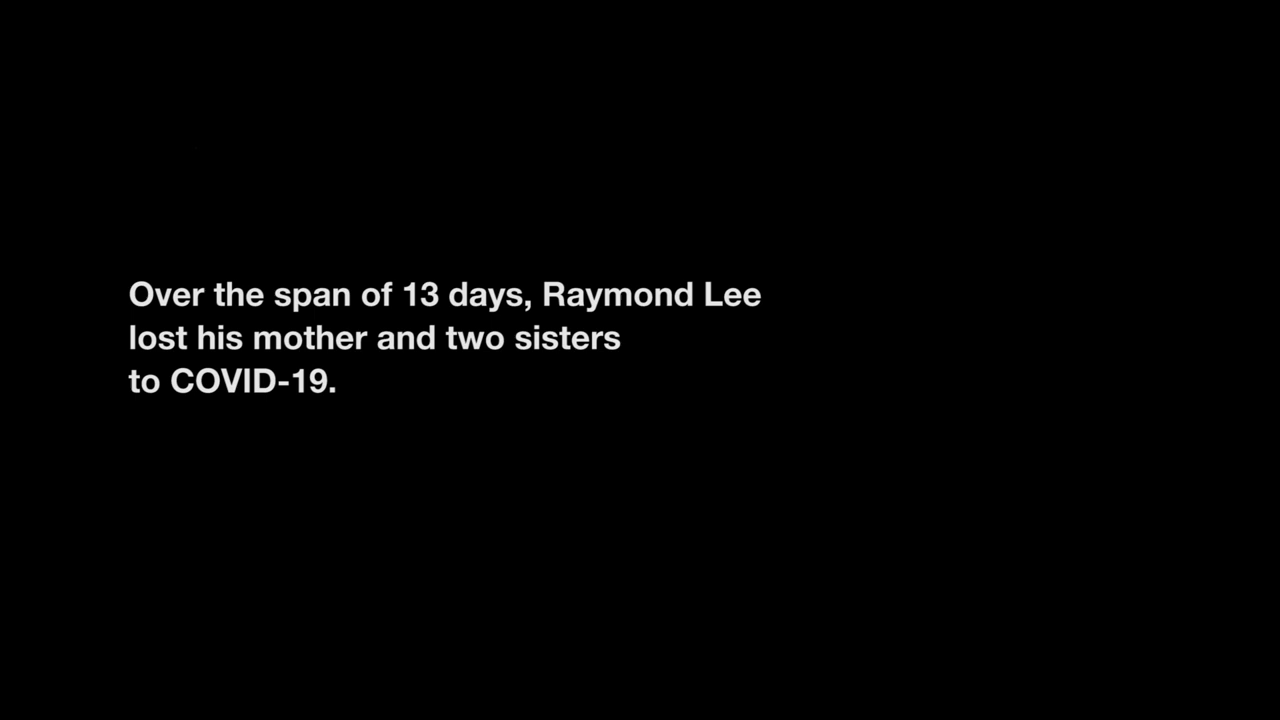 Over the span of 13 days, Raymond Lee
lost his mother and two sisters
to COVID-19.